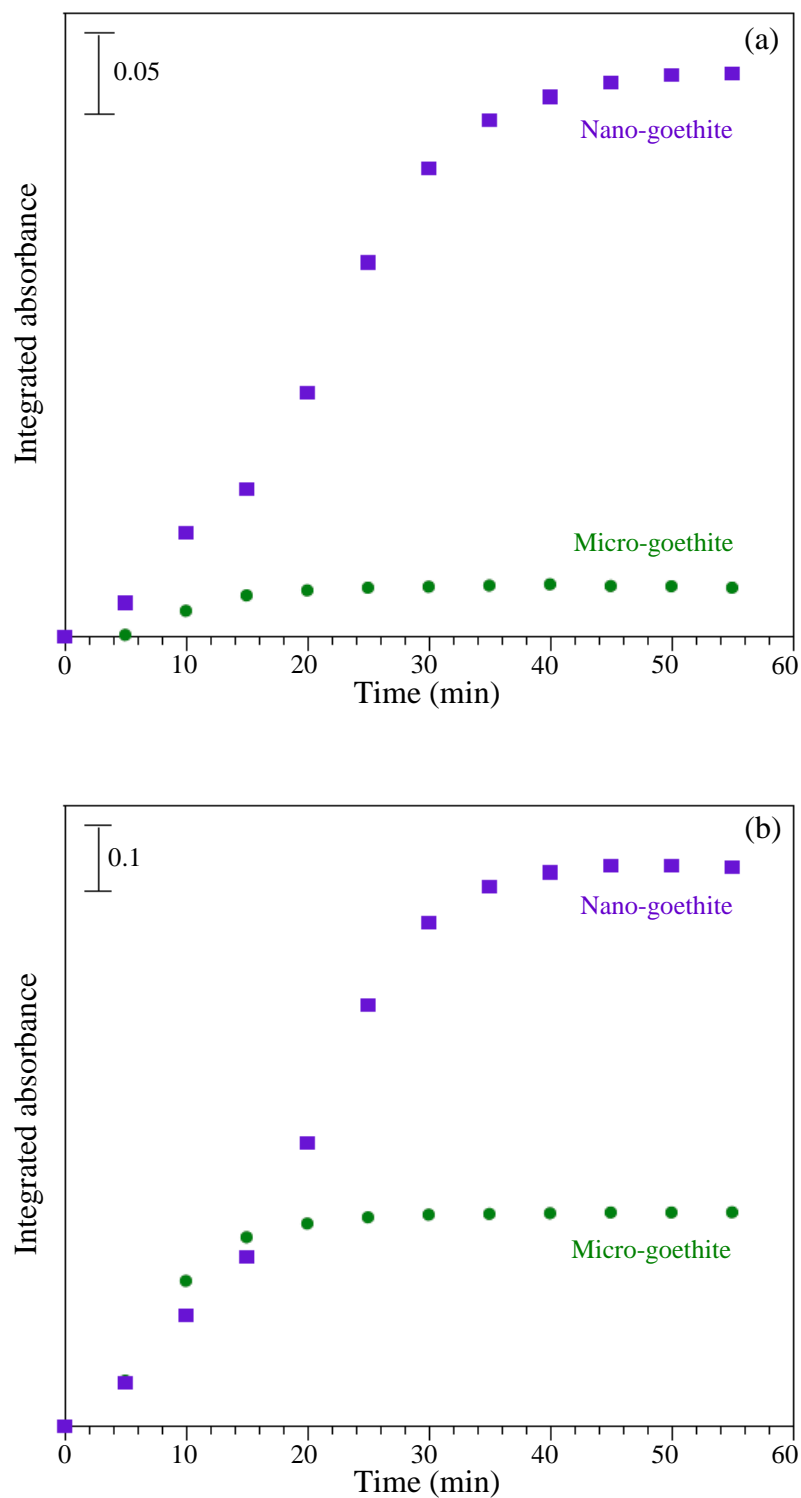 (a)
0.05
Nano-goethite
Integrated absorbance
Micro-goethite
0 10 20 30 40 50 60
Time (min)
(b)
0.1
Nano-goethite
Integrated absorbance
Micro-goethite
0 10 20 30 40 50 60
Time (min)